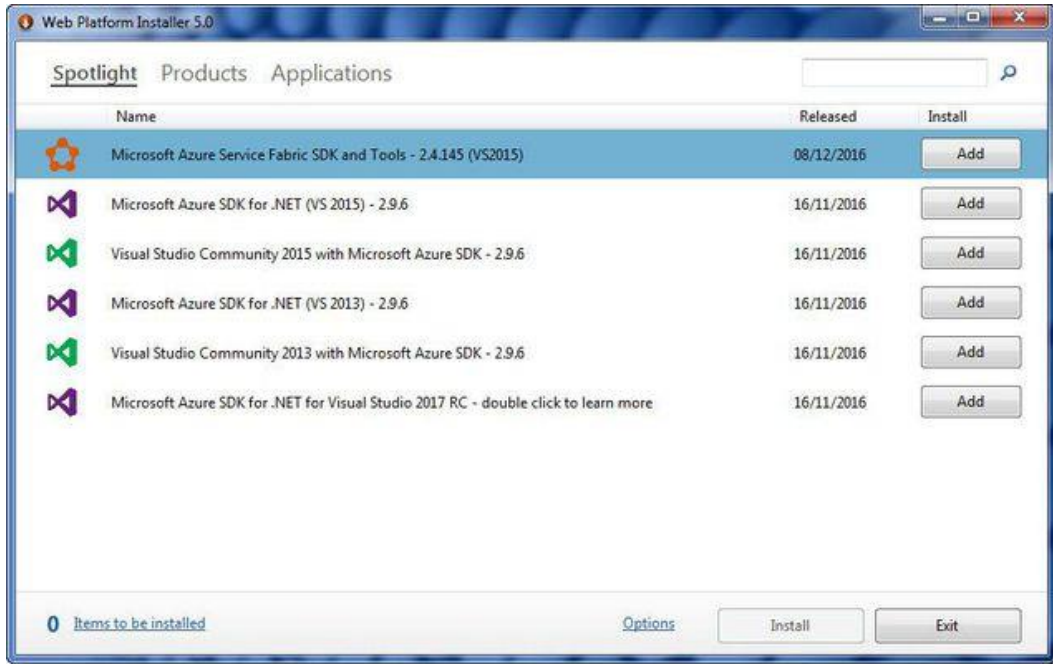 Web Platform Installer 5.0
Spotlight Products Applications
Name Released Install
Microsoft Azure Service Fabric SDK and Tools - 2.4.145 (VS2015) 08/12/2016 Add
Microsoft Azure SDK for .NET (VS 2015) - 2.9.6 16/11/2016 Add
Visual Studio Community 2015 with Microsoft Azure SDK - 2.9.6 16/11/2016 Add
Microsoft Azure SDK for .NET (VS 2013) - 2.9.6 16/11/2016 Add
Visual Studio Community 2013 with Microsoft Azure SDK - 2.9.6 16/11/2016 Add
Microsoft Azure SDK for .NET for Visual Studio 2017 RC - double click to learn more 16/11/2016 Add
0 Items to be installed Options Install Exit